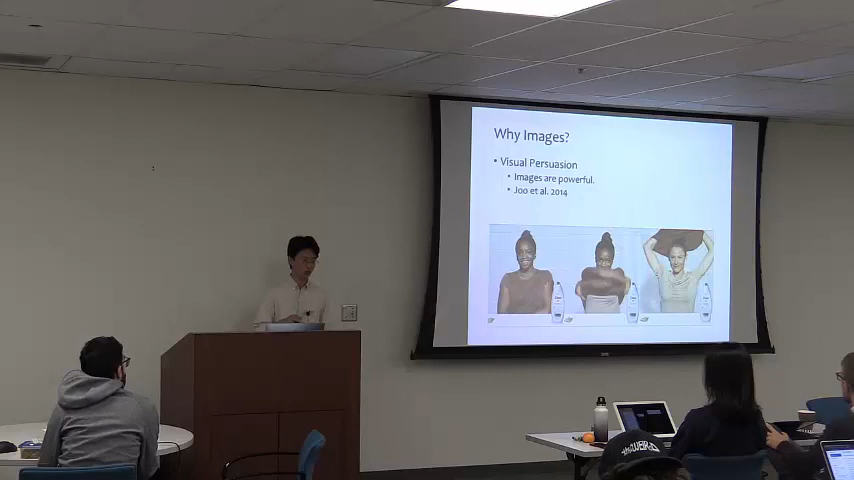 Why Images?
• Visual Persuasion
• Images are powerful.
• Joo et al. 2014